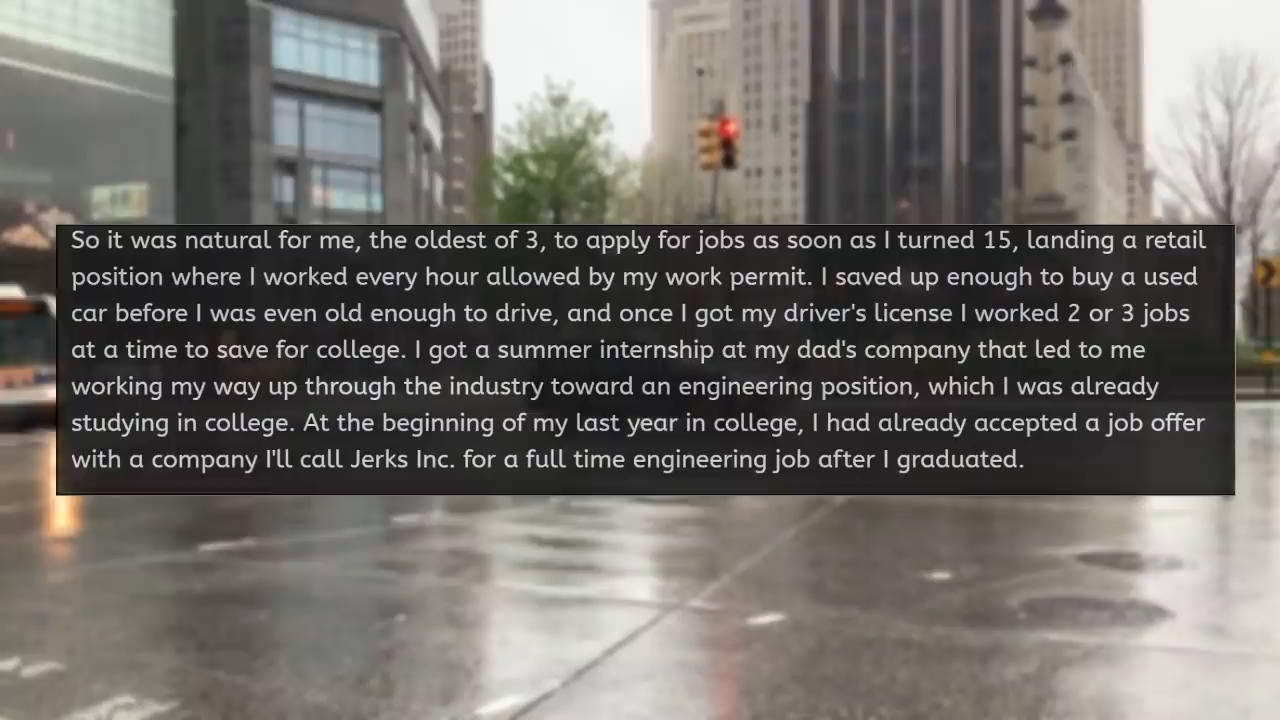 So it was natural for me, the oldest of 3, to apply for jobs as soon as I turned 15, landing a retail
position where I worked every hour allowed by my work permit. I saved up enough to buy a used
car before I was even old enough to drive, and once I got my driver's license I worked 2 or 3 jobs
at a time to save for college. I got a summer internship at my dad's company that led to me
working my way up through the industry toward an engineering position, which I was already
studying in college. At the beginning of my last year in college, I had already accepted a job offer
with a company I'll call Jerks Inc. for a full time engineering job after I graduated.